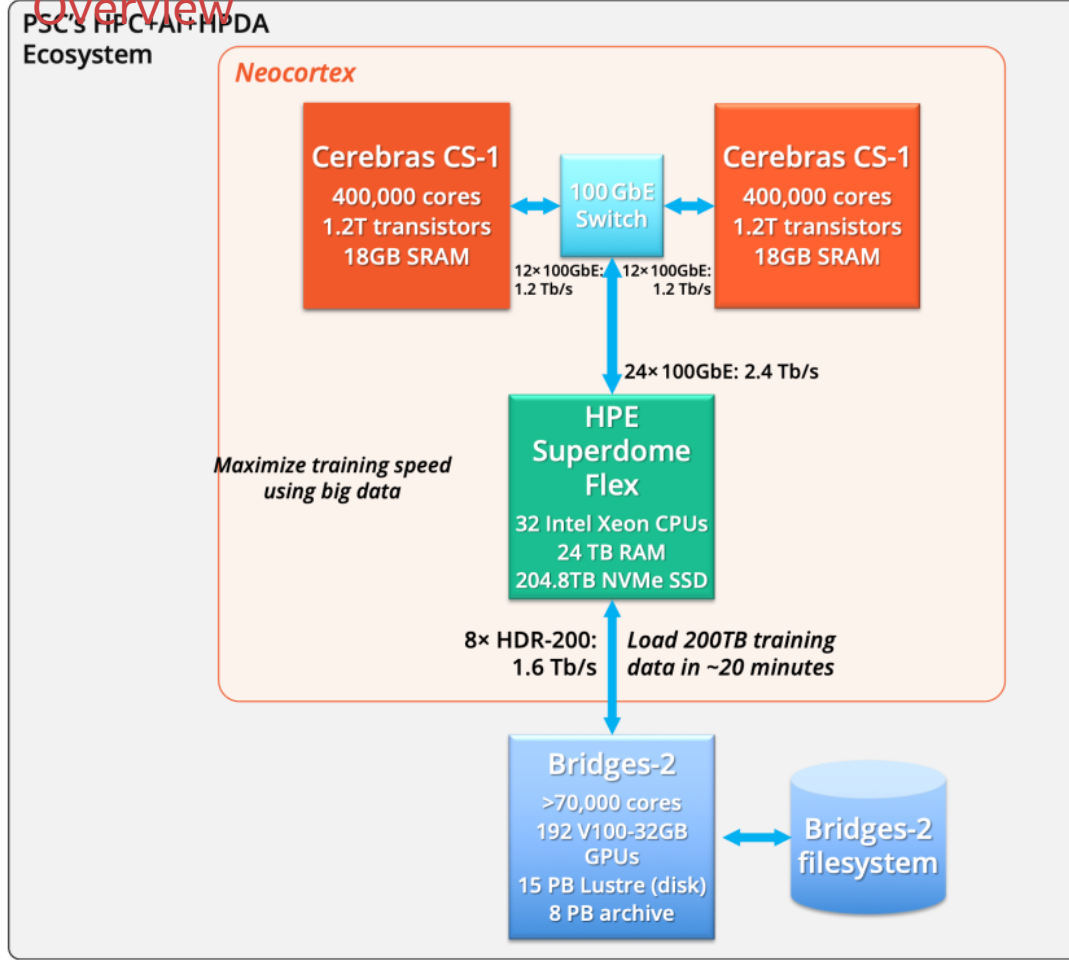 Overview
PSC's HPC+AI+HPDA
Ecosystem
Neocortex
Cerebras CS-1
400,000 cores
1.2T transistors
18GB SRAM
100 GbE
Switch
Cerebras CS-1
400,000 cores
1.2T transistors
18GB SRAM
12×100GbE:
1.2 Tb/s
12×100GbE:
1.2 Tb/s
24×100GbE: 2.4 Tb/s
HPE
Superdome
Flex
32 Intel Xeon CPUs
24 TB RAM
204.8TB NVMe SSD
Maximize training speed
using big data
8× HDR-200:
1.6 Tb/s
Load 200TB training
data in ~20 minutes
Bridges-2
>70,000 cores
192 V100-32GB
GPUs
15 PB Lustre (disk)
8 PB archive
Bridges-2
filesystem